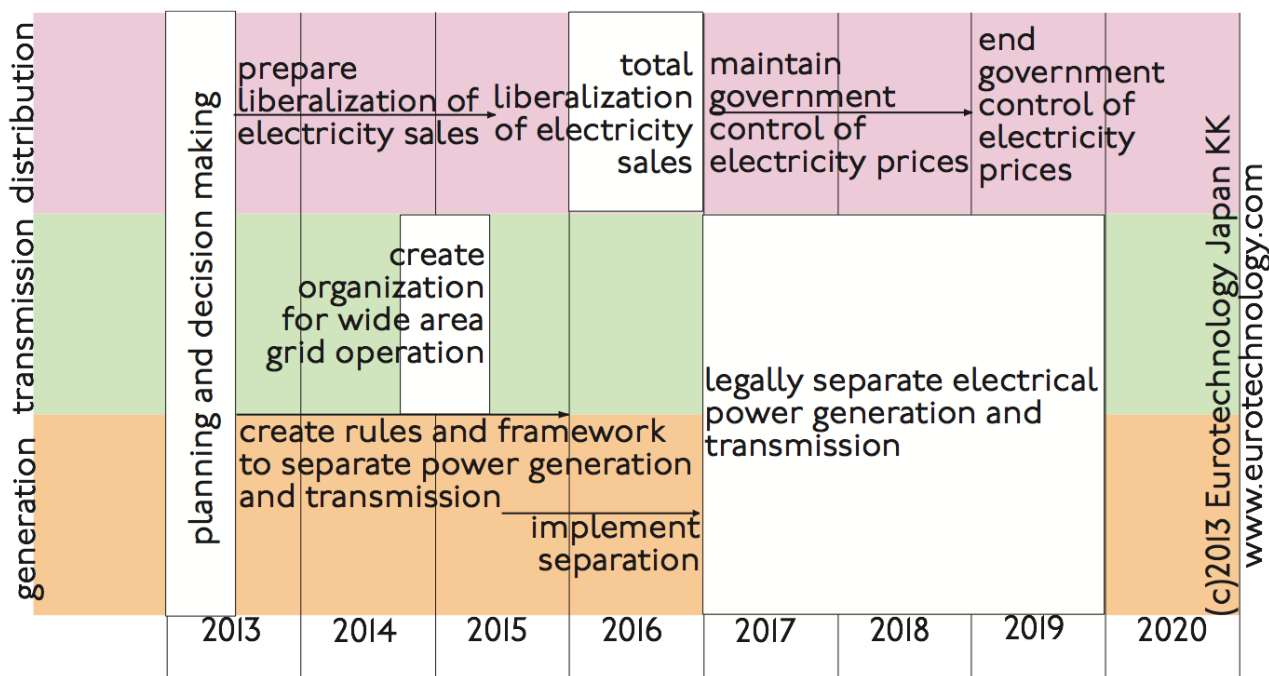 distribution
transmission
generation
planning and decision making
prepare
liberalization of
electricity sales
total
liberalization
of electricity
sales
maintain
government
control of
electricity prices
end
government
control of
electricity
prices
create
organization
for wide area
grid operation
create rules and framework
to separate power generation
and transmission
implement
separation
legally separate electrical
power generation and
transmission
(c)2013 Eurotechnology Japan KK
www.eurotechnology.com
2013
2014
2015
2016
2017
2018
2019
2020